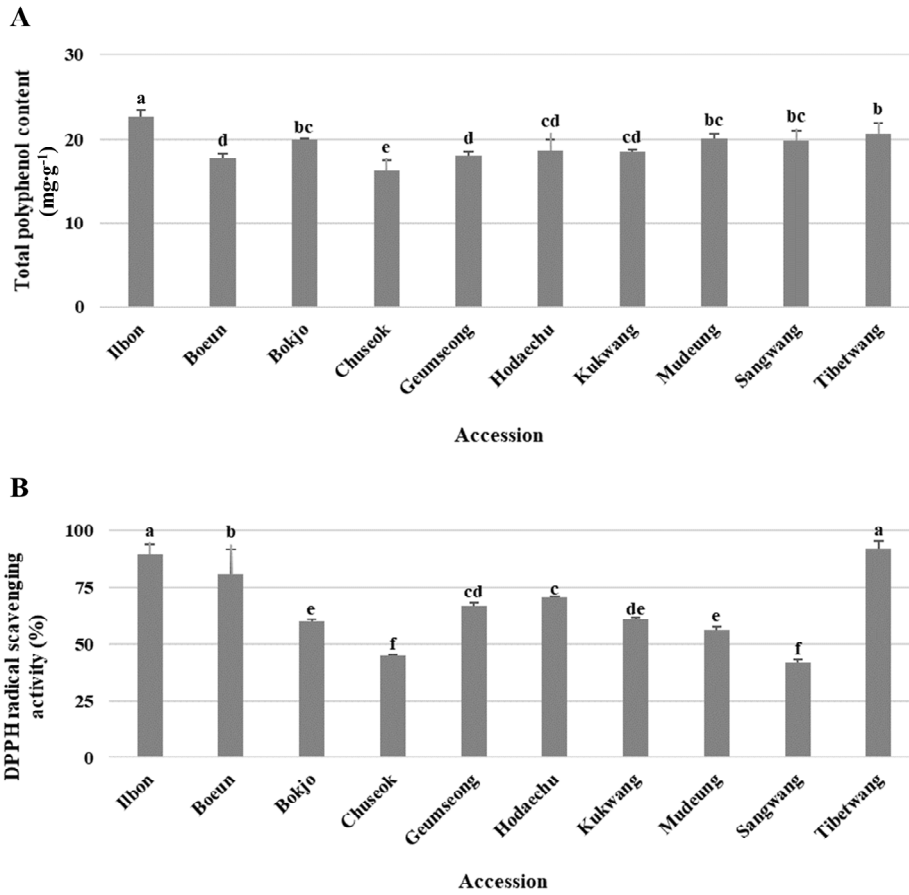 A
Total polyphenol content
(mg·g⁻¹)
30
20
10
0
a
d
bc
e
d
cd
cd
bc
bc
b
Ilbon
Boeun
Bokjo
Chuseok
Geumseong
Hodaechu
Kukwang
Mudeung
Sangwang
Tibetwang
Accession
B
DPPH radical scavenging
activity (%)
100
75
50
25
0
a
b
e
f
cd
c
de
e
f
a
Ilbon
Boeun
Bokjo
Chuseok
Geumseong
Hodaechu
Kukwang
Mudeung
Sangwang
Tibetwang
Accession